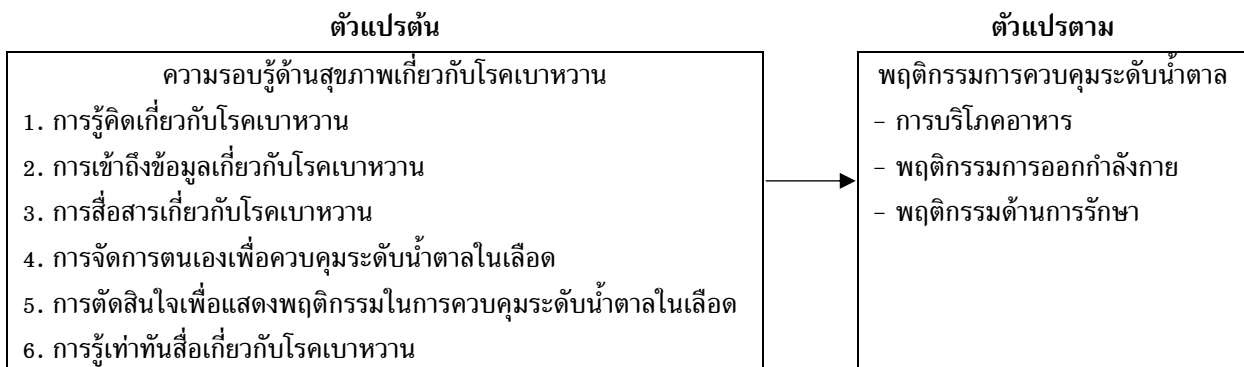 ตัวแปรต้น
ความรอบรู้ด้านสุขภาพเกี่ยวกับโรคเบาหวาน
1. การรู้คิดเกี่ยวกับโรคเบาหวาน
2. การเข้าถึงข้อมูลเกี่ยวกับโรคเบาหวาน
3. การสื่อสารเกี่ยวกับโรคเบาหวาน
4. การจัดการตนเองเพื่อควบคุมระดับน้ำตาลในเลือด
5. การตัดสินใจเพื่อแสดงพฤติกรรมในการควบคุมระดับน้ำตาลในเลือด
6. การรู้เท่าทันสื่อเกี่ยวกับโรคเบาหวาน
ตัวแปรตาม
พฤติกรรมการควบคุมระดับน้ำตาล
- การบริโภคอาหาร
- พฤติกรรมการออกกำลังกาย
- พฤติกรรมด้านการรักษา